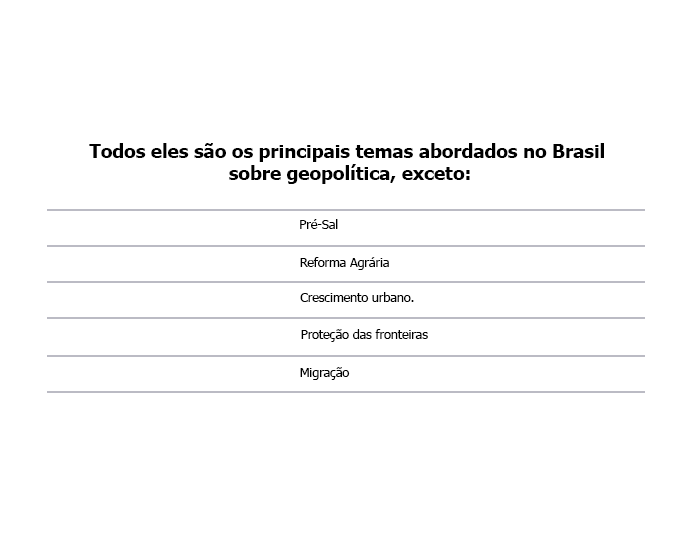 Todos eles são os principais temas abordados no Brasil
sobre geopolítica, exceto:
Pré-Sal
Reforma Agrária
Crescimento urbano.
Proteção das fronteiras
Migração